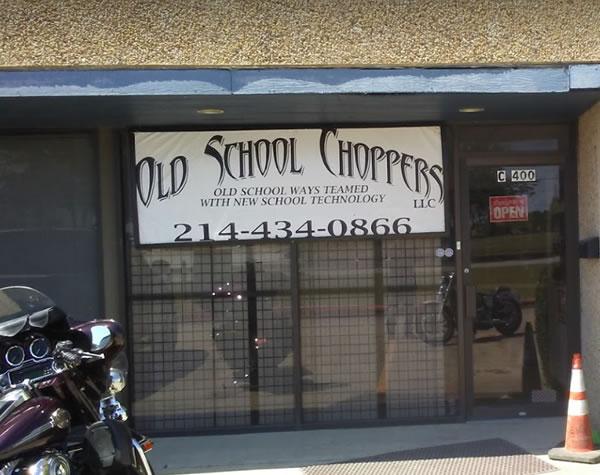 OLD SCHOOL CHOPPERS
LLC
OLD SCHOOL WAYS TEAMED
WITH NEW SCHOOL TECHNOLOGY
214-434-0866
C 400
OPEN